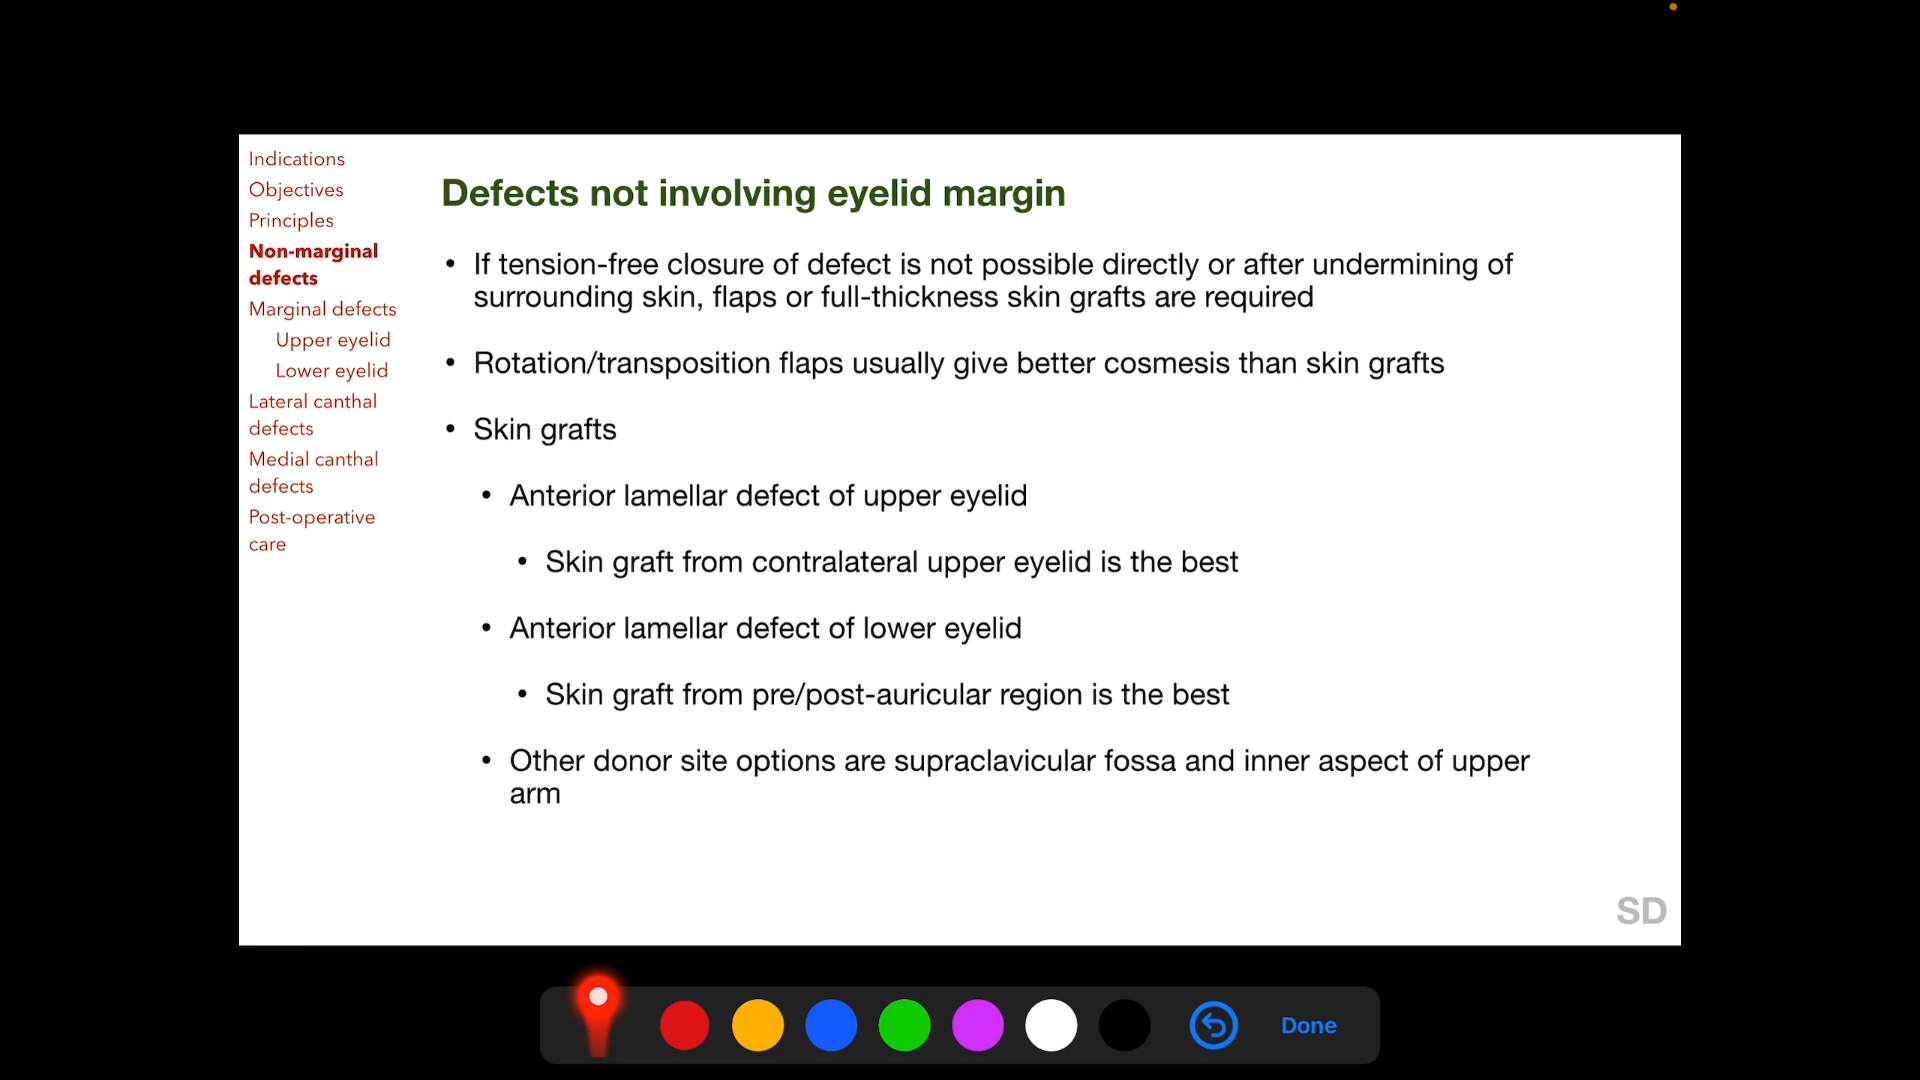 Indications
Objectives
Principles
Non-marginal
defects
Marginal defects
Upper eyelid
Lower eyelid
Lateral canthal
defects
Medial canthal
defects
Post-operative
care
Defects not involving eyelid margin
• If tension-free closure of defect is not possible directly or after undermining of
surrounding skin, flaps or full-thickness skin grafts are required
• Rotation/transposition flaps usually give better cosmesis than skin grafts
• Skin grafts
• Anterior lamellar defect of upper eyelid
• Skin graft from contralateral upper eyelid is the best
• Anterior lamellar defect of lower eyelid
• Skin graft from pre/post-auricular region is the best
• Other donor site options are supraclavicular fossa and inner aspect of upper
arm
SD
Done